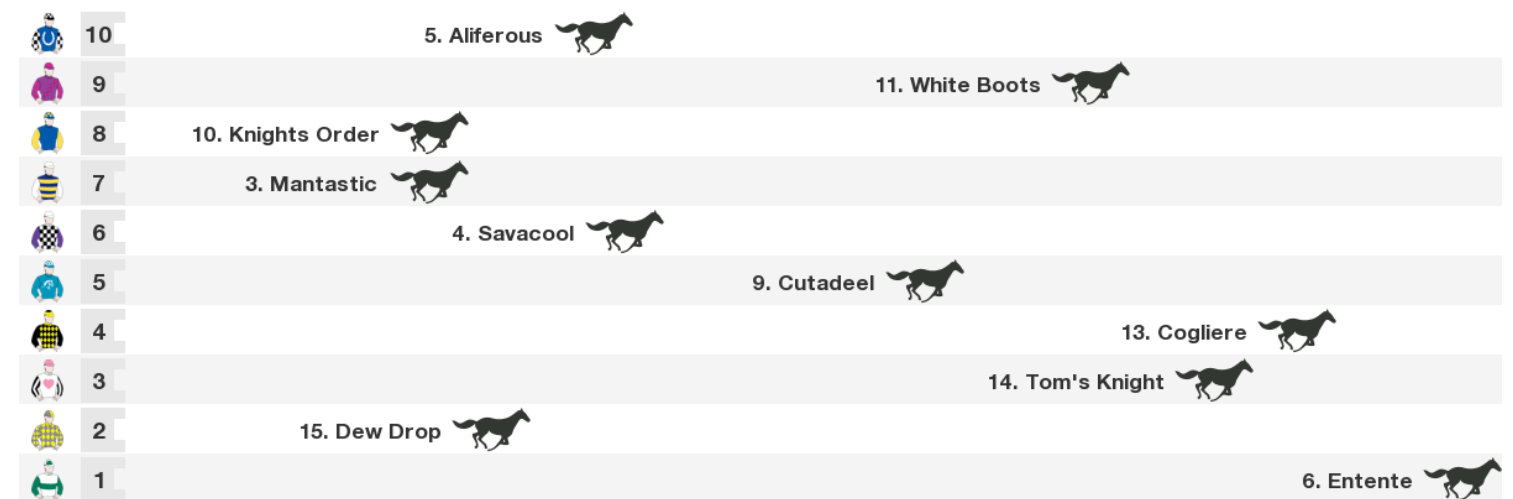 10 5. Aliferous
9 11. White Boots
8 10. Knights Order
7 3. Mantastic
6 4. Savacool
5 9. Cutadeel
4 13. Cogliere
3 14. Tom's Knight
2 15. Dew Drop
1 6. Entente